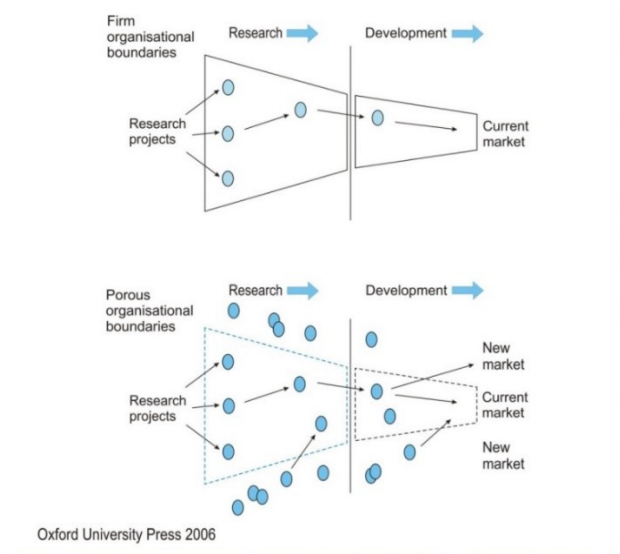 Firm
organisational
boundaries
Research
Development
Research
projects
Current
market
Porous
organisational
boundaries
Research
Development
Research
projects
New
market
Current
market
New
market
Oxford University Press 2006